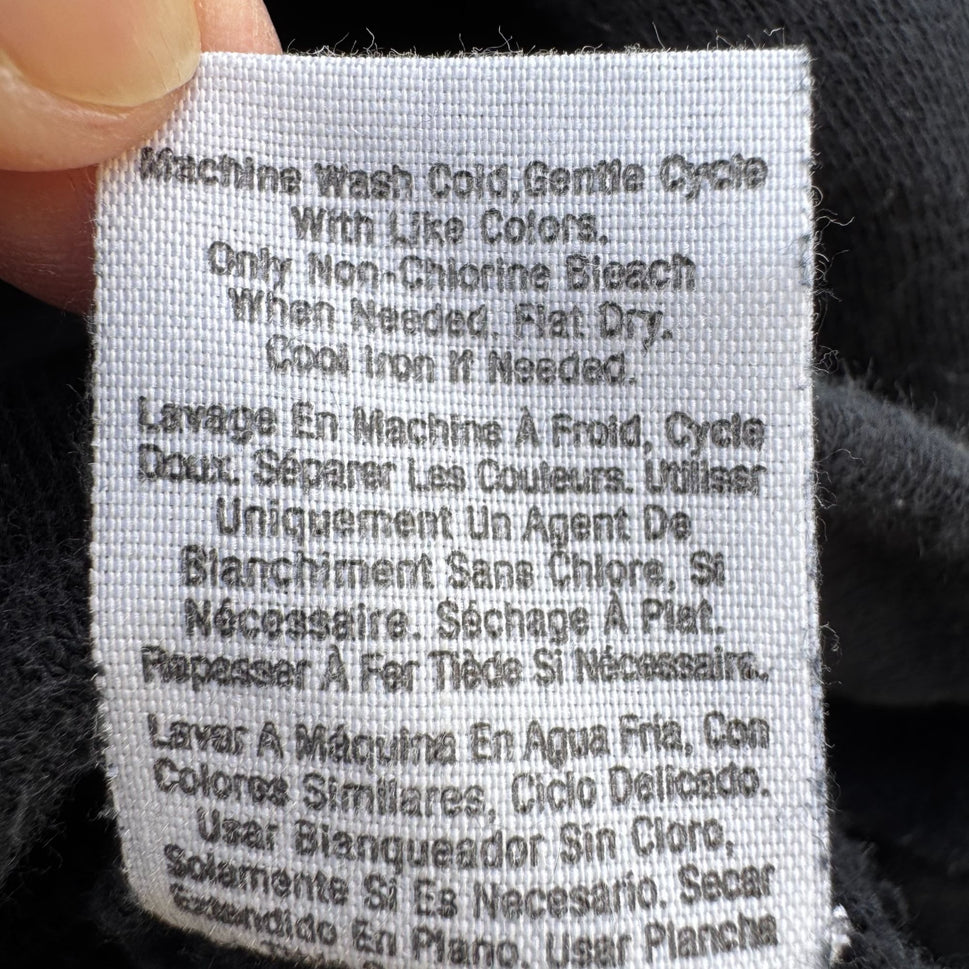 Machine Wash Cold,Gentle Cycle
With Like Colors.
Only Non-Chlorine Bleach
When Needed. Flat Dry.
Cool Iron If Needed.
Lavage En Machine À Froid, Cycle
Doux. Séparer Les Couleurs. Utiliser
Uniquement Un Agent De
Blanchiment Sans Chlore, Si
Nécessaire. Séchage À Plat.
Repasser À Fer Tiède Si Nécessaire.
Lavar A Máquina En Agua Fria, Con
Colores Similares, Ciclo Delicado.
Usar Blanqueador Sin Cloro,
Solamente Si Es Necesario. Secar
Extendido En Plano. Usar Plancha